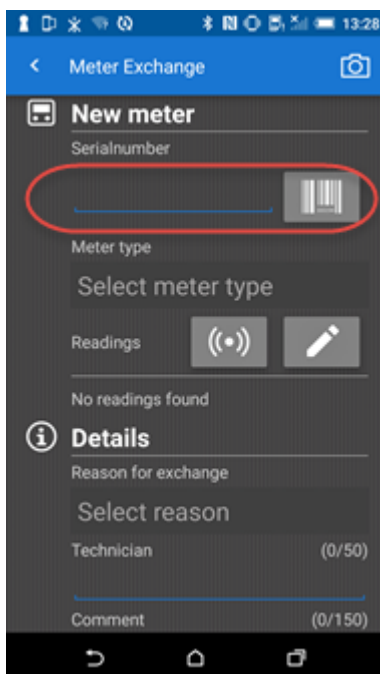 13:28
Meter Exchange
New meter
Serialnumber
Meter type
Select meter type
Readings
No readings found
Details
Reason for exchange
Select reason
Technician (0/50)
Comment (0/150)